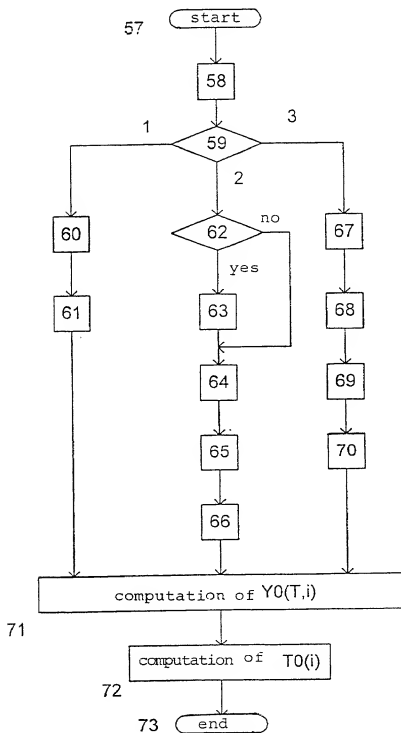 57 start
58
1 59 3
2
60 62 no 67
yes
61 63 68
64 69
65 70
66
computation of Y0(T,i)
71
computation of T0(i)
72
73 end